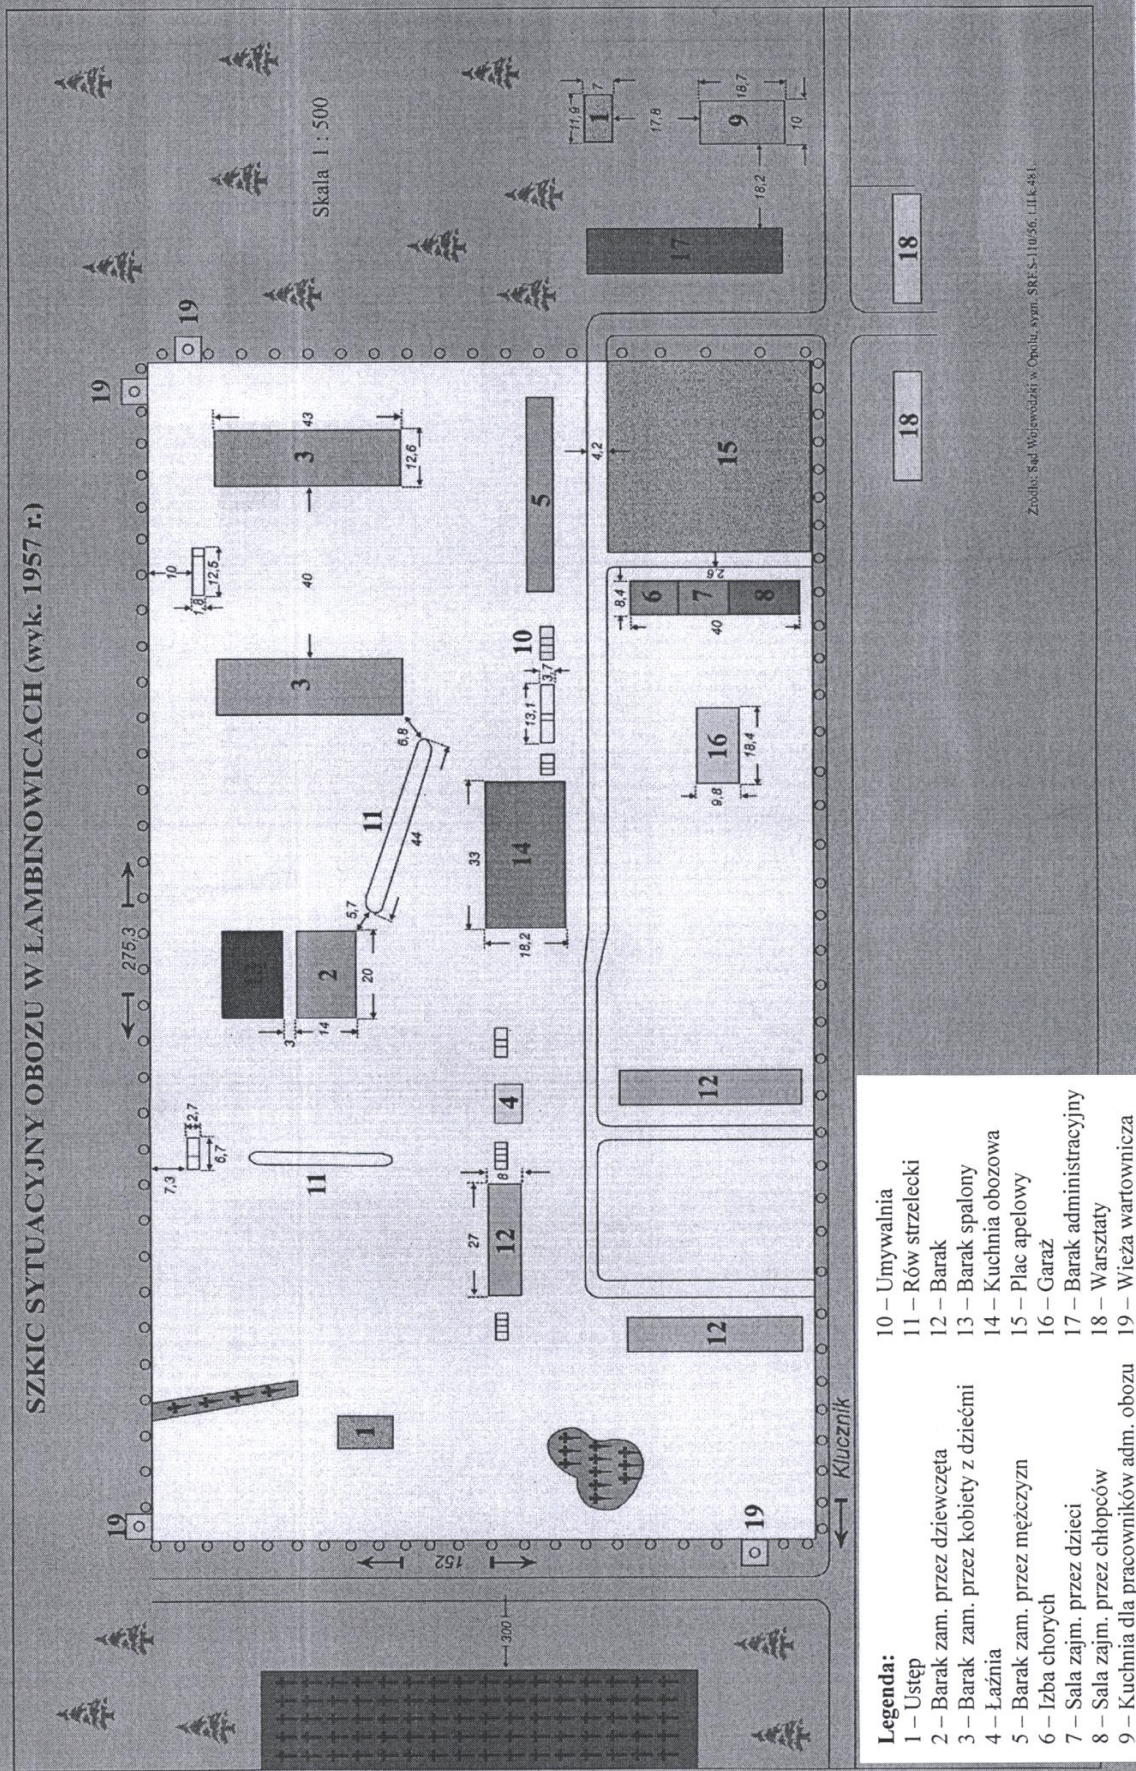 SZKIC SYTUACYJNY OBOZU W ŁAMBINOWICACH (wyk. 1957 r.)
Skala 1 : 500
19
275,3
19
19
7,3
2,7
6,7
11
13
3
2
14
20
5,7
11
44
6,8
3
40
10
1,8
12,5
3
43
12,6
1
11,9
7
17,8
9
18,7
10
18,2
17
1
152
300
12
27
8
4
14
33
18,2
13,1
3,7
10
5
4,2
15
2,6
6
7
8
8,4
40
16
9,8
18,4
12
12
19
Klucznik
18
18
Źródło: Sąd Wojewódzki w Opolu, sygn. SRE S-110/56, t.II k.481.
Legenda:
1 – Ustęp
2 – Barak zam. przez dziewczęta
3 – Barak zam. przez kobiety z dziećmi
4 – Łaźnia
5 – Barak zam. przez mężczyzn
6 – Izba chorych
7 – Sala zajm. przez dzieci
8 – Sala zajm. przez chłopców
9 – Kuchnia dla pracowników adm. obozu
10 – Umywalnia
11 – Rów strzelecki
12 – Barak
13 – Barak spalony
14 – Kuchnia obozowa
15 – Plac apelowy
16 – Garaż
17 – Barak administracyjny
18 – Warsztaty
19 – Wieża wartownicza